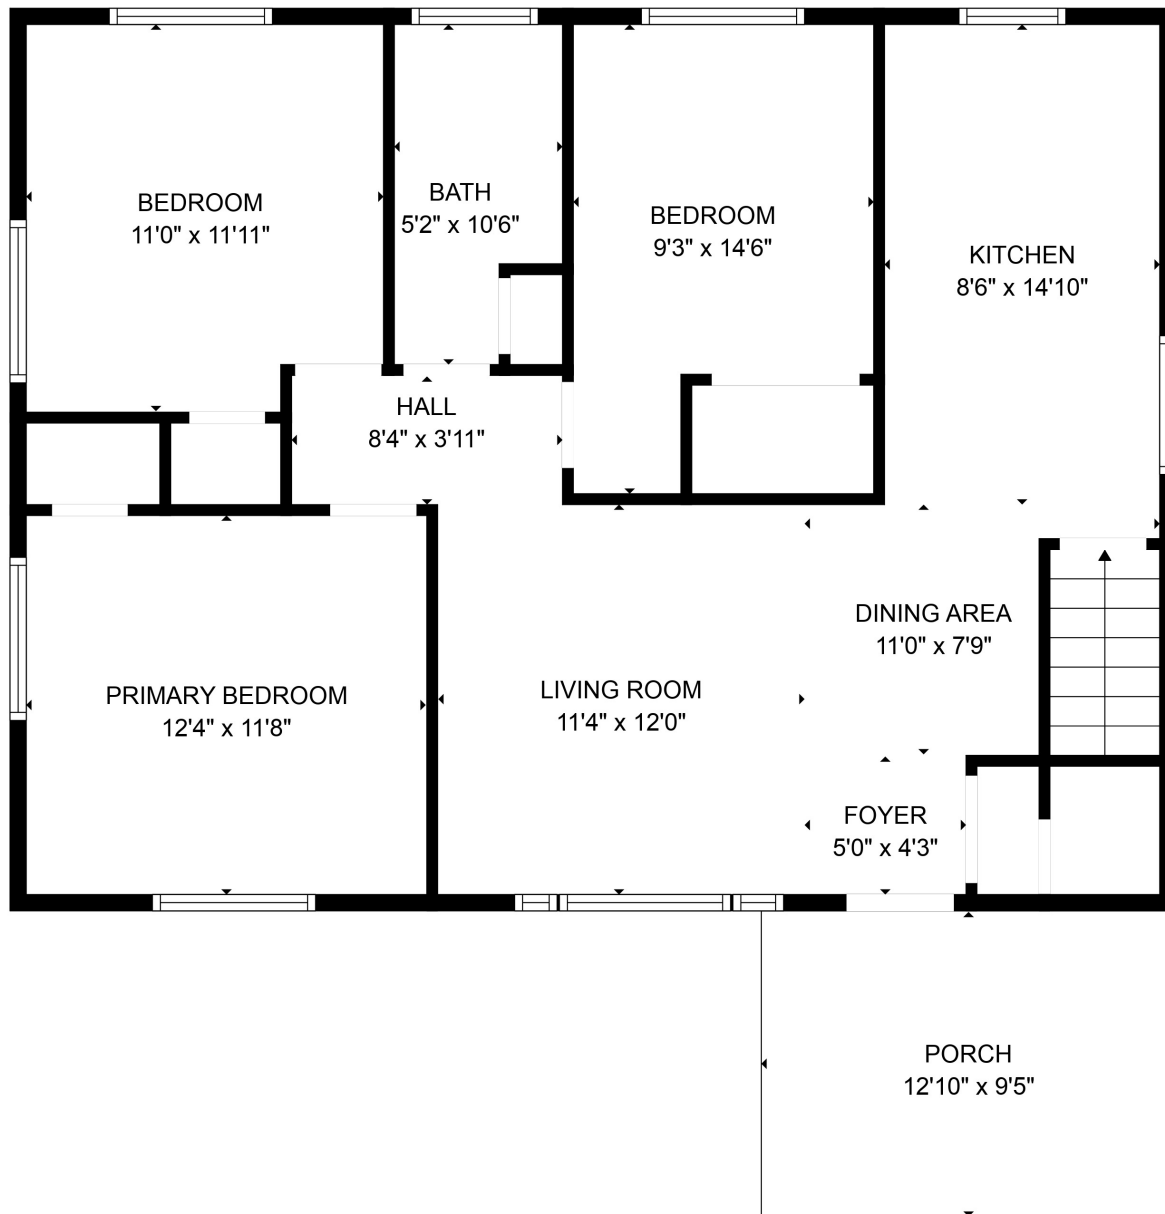 BEDROOM
11'0" x 11'11"
BATH
5'2" x 10'6"
BEDROOM
9'3" x 14'6"
KITCHEN
8'6" x 14'10"
HALL
8'4" x 3'11"
DINING AREA
11'0" x 7'9"
PRIMARY BEDROOM
12'4" x 11'8"
LIVING ROOM
11'4" x 12'0"
FOYER
5'0" x 4'3"
PORCH
12'10" x 9'5"